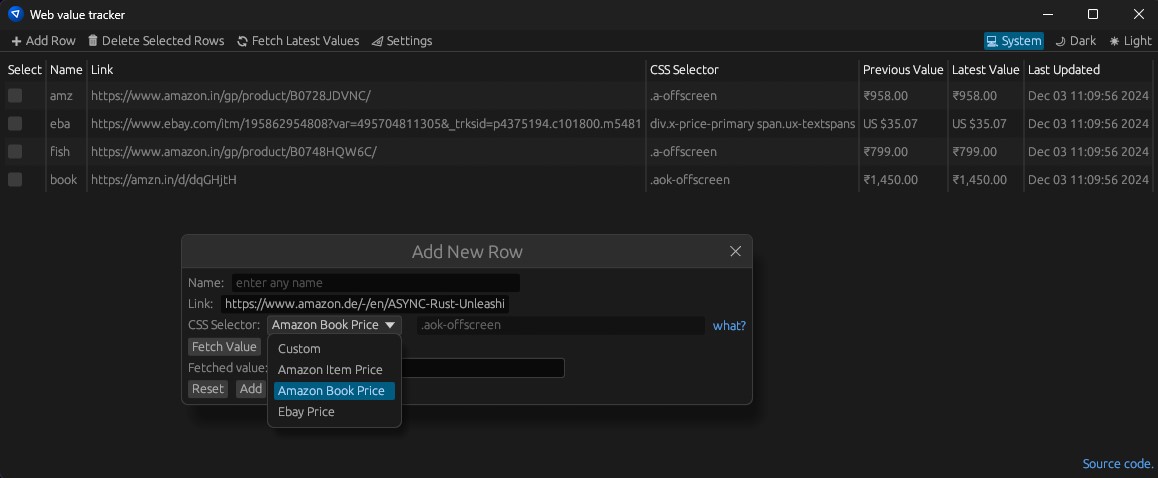 Web value tracker
Add Row Delete Selected Rows Fetch Latest Values Settings System Dark Light
Select Name Link CSS Selector Previous Value Latest Value Last Updated
amz https://www.amazon.in/gp/product/B0728JDVNC/ .a-offscreen ₹958.00 ₹958.00 Dec 03 11:09:56 2024
eba https://www.ebay.com/itm/195862954808?var=495704811305&_trksid=p4375194.c101800.m5481 div.x-price-primary span.ux-textspans US $35.07 US $35.07 Dec 03 11:09:56 2024
fish https://www.amazon.in/gp/product/B0748HQW6C/ .a-offscreen ₹799.00 ₹799.00 Dec 03 11:09:56 2024
book https://amzn.in/d/dqGHjtH .aok-offscreen ₹1,450.00 ₹1,450.00 Dec 03 11:09:56 2024
Add New Row
Name: enter any name
Link: https://www.amazon.de/-/en/ASYNC-Rust-Unleashi
CSS Selector: Amazon Book Price .aok-offscreen what?
Fetch Value Custom
Fetched value: Amazon Item Price
Reset Add Amazon Book Price
Ebay Price
Source code.